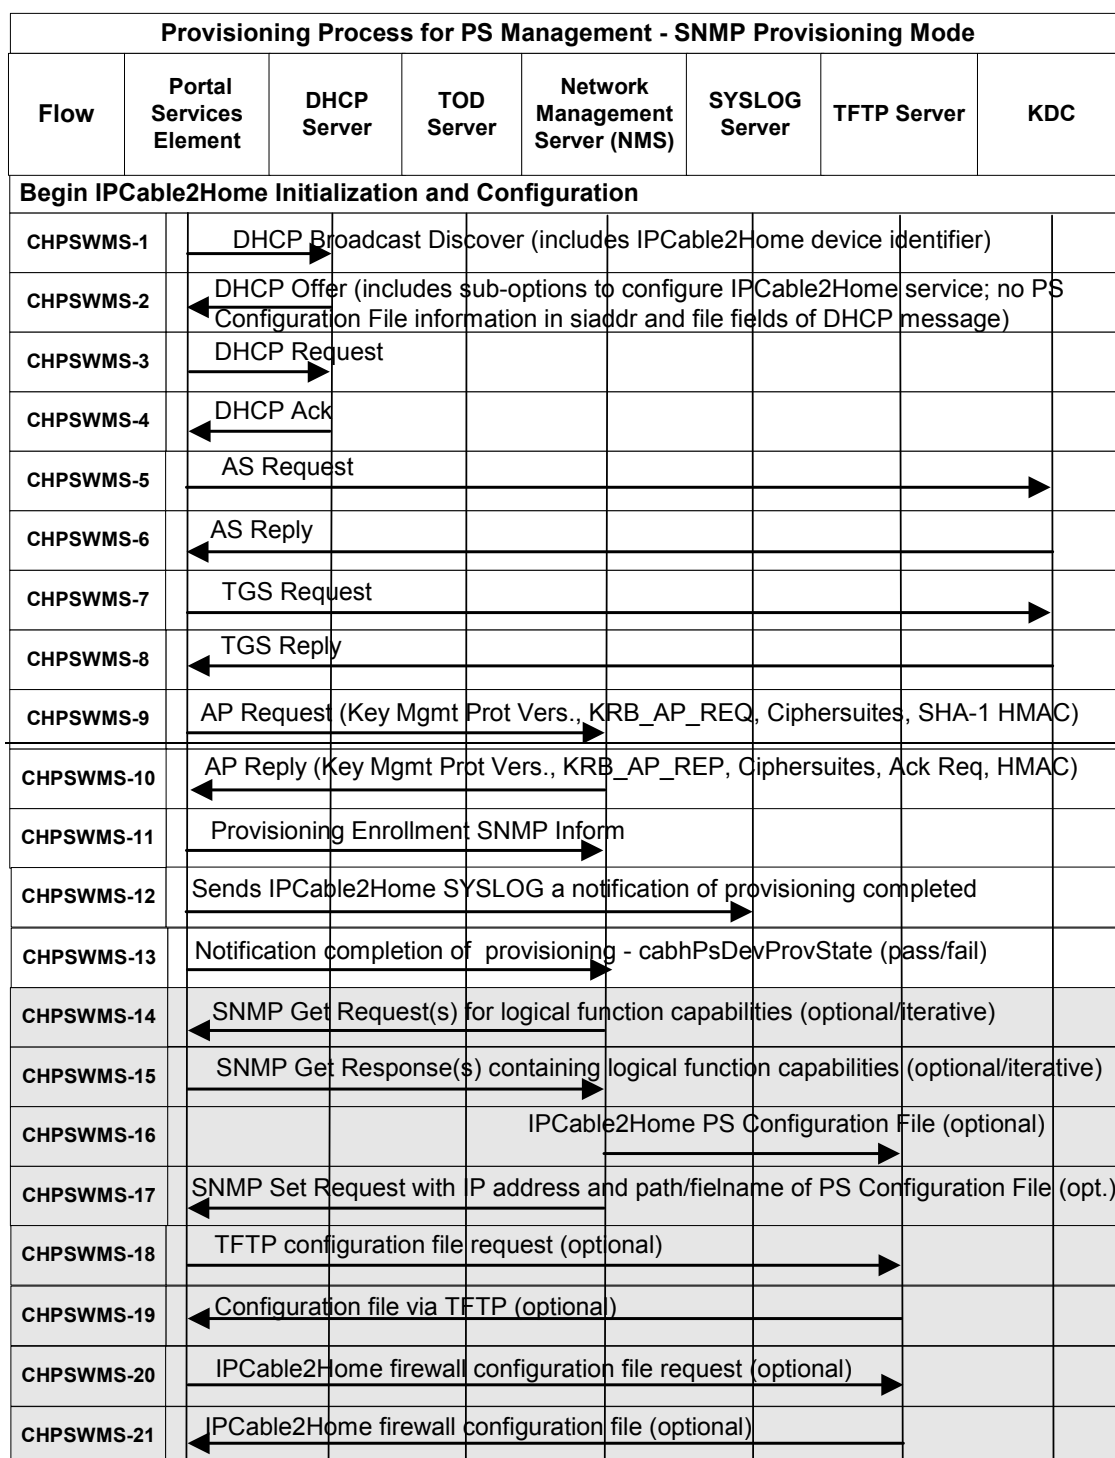 Provisioning Process for PS Management - SNMP Provisioning Mode
Flow
Portal
Services
Element
DHCP
Server
TOD
Server
Network
Management
Server (NMS)
SYSLOG
Server
TFTP Server
KDC
Begin IPCable2Home Initialization and Configuration
CHPSWMS-1
DHCP Broadcast Discover (includes IPCable2Home device identifier)
CHPSWMS-2
DHCP Offer (includes sub-options to configure IPCable2Home service; no PS
Configuration File information in siaddr and file fields of DHCP message)
CHPSWMS-3
DHCP Request
CHPSWMS-4
DHCP Ack
CHPSWMS-5
AS Request
CHPSWMS-6
AS Reply
CHPSWMS-7
TGS Request
CHPSWMS-8
TGS Reply
CHPSWMS-9
AP Request (Key Mgmt Prot Vers., KRB_AP_REQ, Ciphersuites, SHA-1 HMAC)
CHPSWMS-10
AP Reply (Key Mgmt Prot Vers., KRB_AP_REP, Ciphersuites, Ack Req, HMAC)
CHPSWMS-11
Provisioning Enrollment SNMP Inform
CHPSWMS-12
Sends IPCable2Home SYSLOG a notification of provisioning completed
CHPSWMS-13
Notification completion of provisioning - cabhPsDevProvState (pass/fail)
CHPSWMS-14
SNMP Get Request(s) for logical function capabilities (optional/iterative)
CHPSWMS-15
SNMP Get Response(s) containing logical function capabilities (optional/iterative)
CHPSWMS-16
IPCable2Home PS Configuration File (optional)
CHPSWMS-17
SNMP Set Request with IP address and path/fielname of PS Configuration File (opt.)
CHPSWMS-18
TFTP configuration file request (optional)
CHPSWMS-19
Configuration file via TFTP (optional)
CHPSWMS-20
IPCable2Home firewall configuration file request (optional)
CHPSWMS-21
IPCable2Home firewall configuration file (optional)